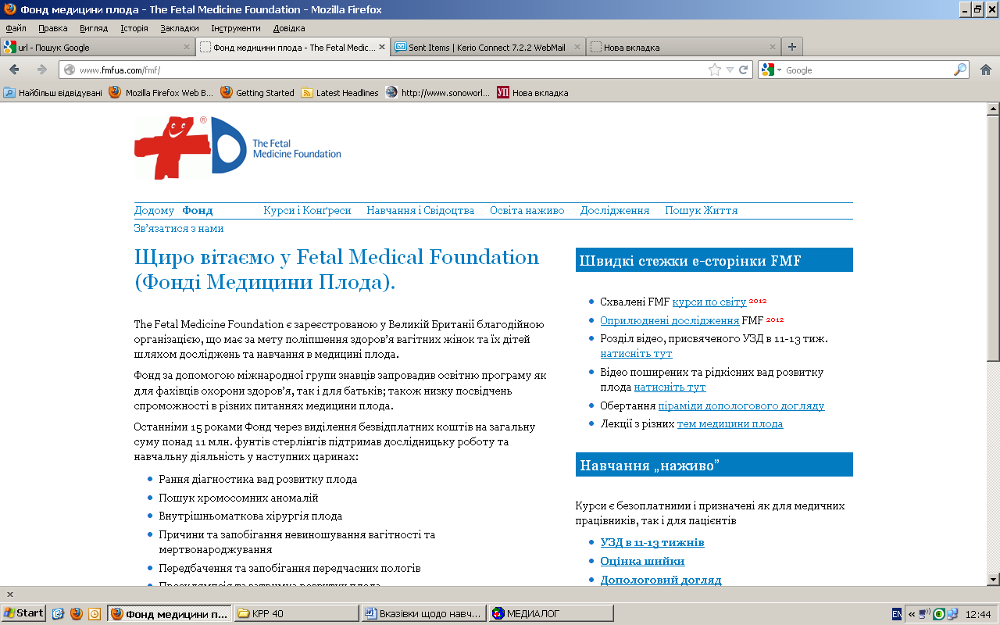 Фонд медицини плода - The Fetal Medicine Foundation - Mozilla Firefox
Файл Правка Вигляд Історія Закладки Інструменти Довідка
url - Пошук Google
Фонд медицини плода - The Fetal Medic...
Sent Items | Kerio Connect 7.2.2 WebMail
Нова вкладка
www.fmfua.com/fmf/
Google
Найбільш відвідувані Mozilla Firefox Web B... Getting Started Latest Headlines http://www.sonoworl... УП Нова вкладка
®
The Fetal
Medicine Foundation
Додому Фонд Курси і Конґреси Навчання і Свідоцтва Освіта наживо Дослідження Пошук Життя
Зв’язатися з нами
Щиро вітаємо у Fetal Medical Foundation
(Фонді Медицини Плода).
The Fetal Medicine Foundation є зареєстрованою у Великій Британії благодійною
організацією, що має за мету поліпшення здоров’я вагітних жінок та їх дітей
шляхом досліджень та навчання в медицині плода.
Фонд за допомогою міжнародної групи знавців запровадив освітню програму як
для фахівців охорони здоров’я, так і для батьків; також низку посвідчень
спроможності в різних питаннях медицини плода.
Останніми 15 роками Фонд через виділення безвідплатних коштів на загальну
суму понад 11 млн. фунтів стерлінгів підтримав дослідницьку роботу та
навчальну діяльність у наступних царинах:
Рання діагностика вад розвитку плода
Пошук хромосомних аномалій
Внутрішньоматкова хірургія плода
Причини та запобігання невиношування вагітності та
мертвонароджування
Передбачення та запобігання передчасних пологів
Прееклампсія та затримка розвитку плода
Швидкі стежки е-сторінки FMF
Схвалені FMF курси по світу 2012
Оприлюднені дослідження FMF 2012
Розділ відео, присвяченого УЗД в 11-13 тиж.
натисніть тут
Відео поширених та рідкісних вад розвитку
плода натисніть тут
Обертання піраміди допологового догляду
Лекції з різних тем медицини плода
Навчання „наживо”
Курси є безоплатними і призначені як для медичних
працівників, так і для пацієнтів
УЗД в 11-13 тижнів
Оцінка шийки
Допологовий догляд
Start
Фонд медицини п...
КРР 40
Вказівки щодо навч...
МЕДИАЛОГ
EN
12:44